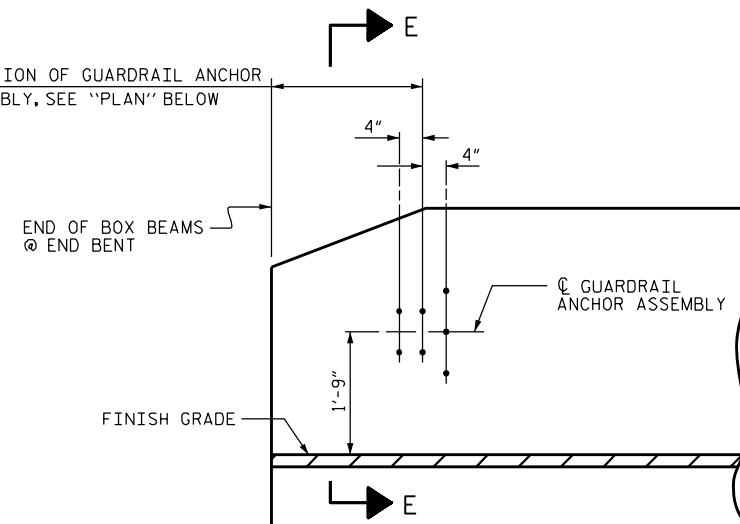 E
ION OF GUARDRAIL ANCHOR
BLY, SEE "PLAN" BELOW
4"
4"
END OF BOX BEAMS
@ END BENT
℄ GUARDRAIL
ANCHOR ASSEMBLY
1'-9"
FINISH GRADE
E